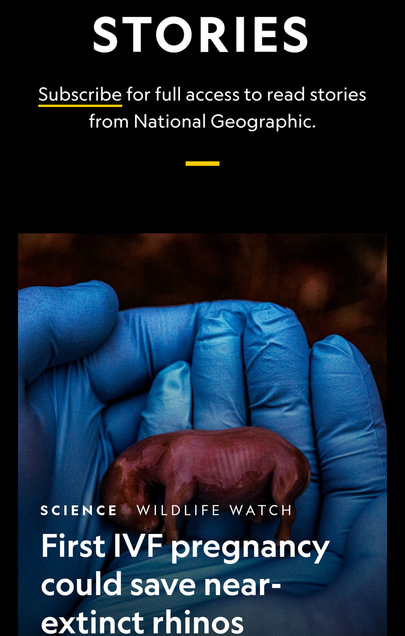 STORIES
Subscribe for full access to read stories
from National Geographic.
SCIENCE WILDLIFE WATCH
First IVF pregnancy
could save near-
extinct rhinos